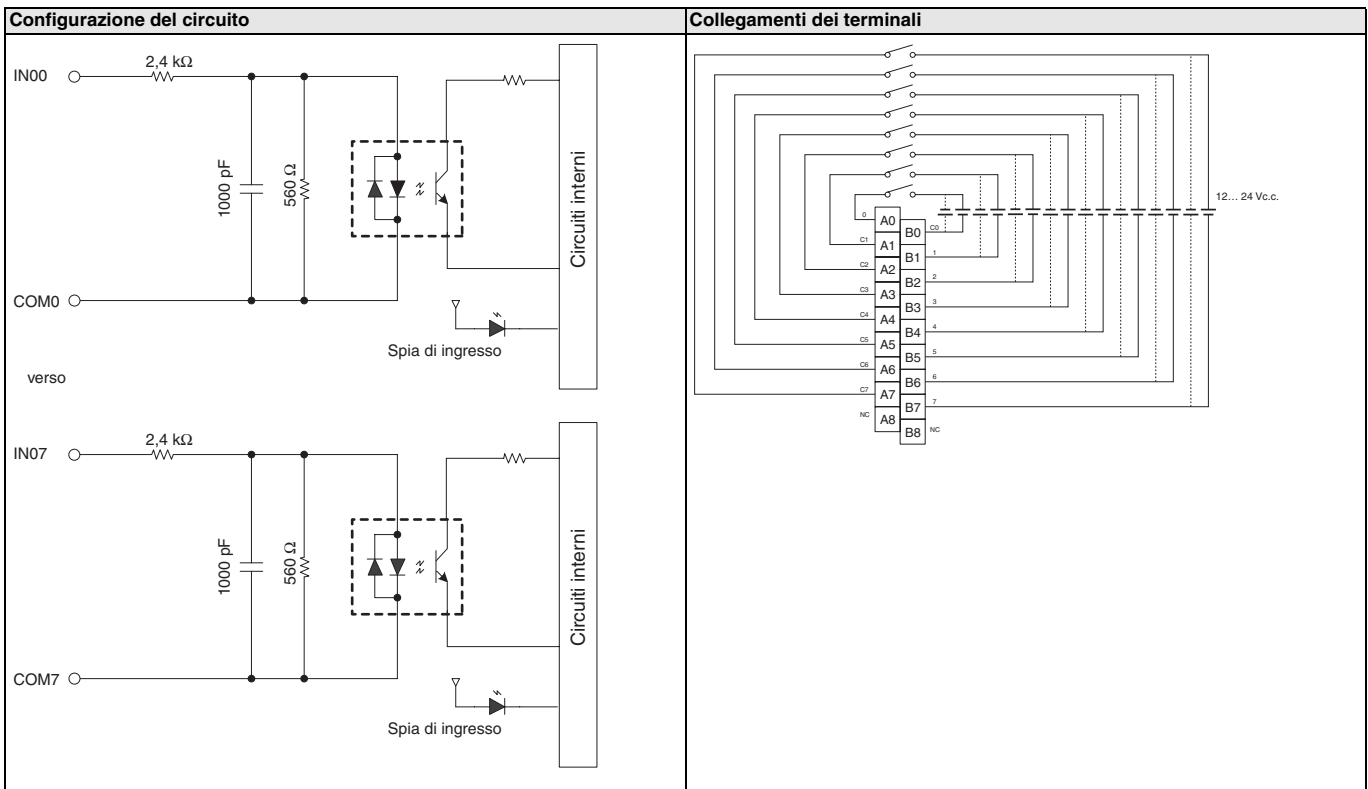 Configurazione del circuito
IN00
2,4 kΩ
1000 pF
560 Ω
Circuiti interni
COM0
Spia di ingresso
verso
IN07
2,4 kΩ
1000 pF
560 Ω
Circuiti interni
COM7
Spia di ingresso
Collegamenti dei terminali
12... 24 Vc.c.
0 A0
B0 C0
C1 A1
B1 1
C2 A2
B2 2
C3 A3
B3 3
C4 A4
B4 4
C5 A5
B5 5
C6 A6
B6 6
C7 A7
B7 7
NC A8
B8 NC